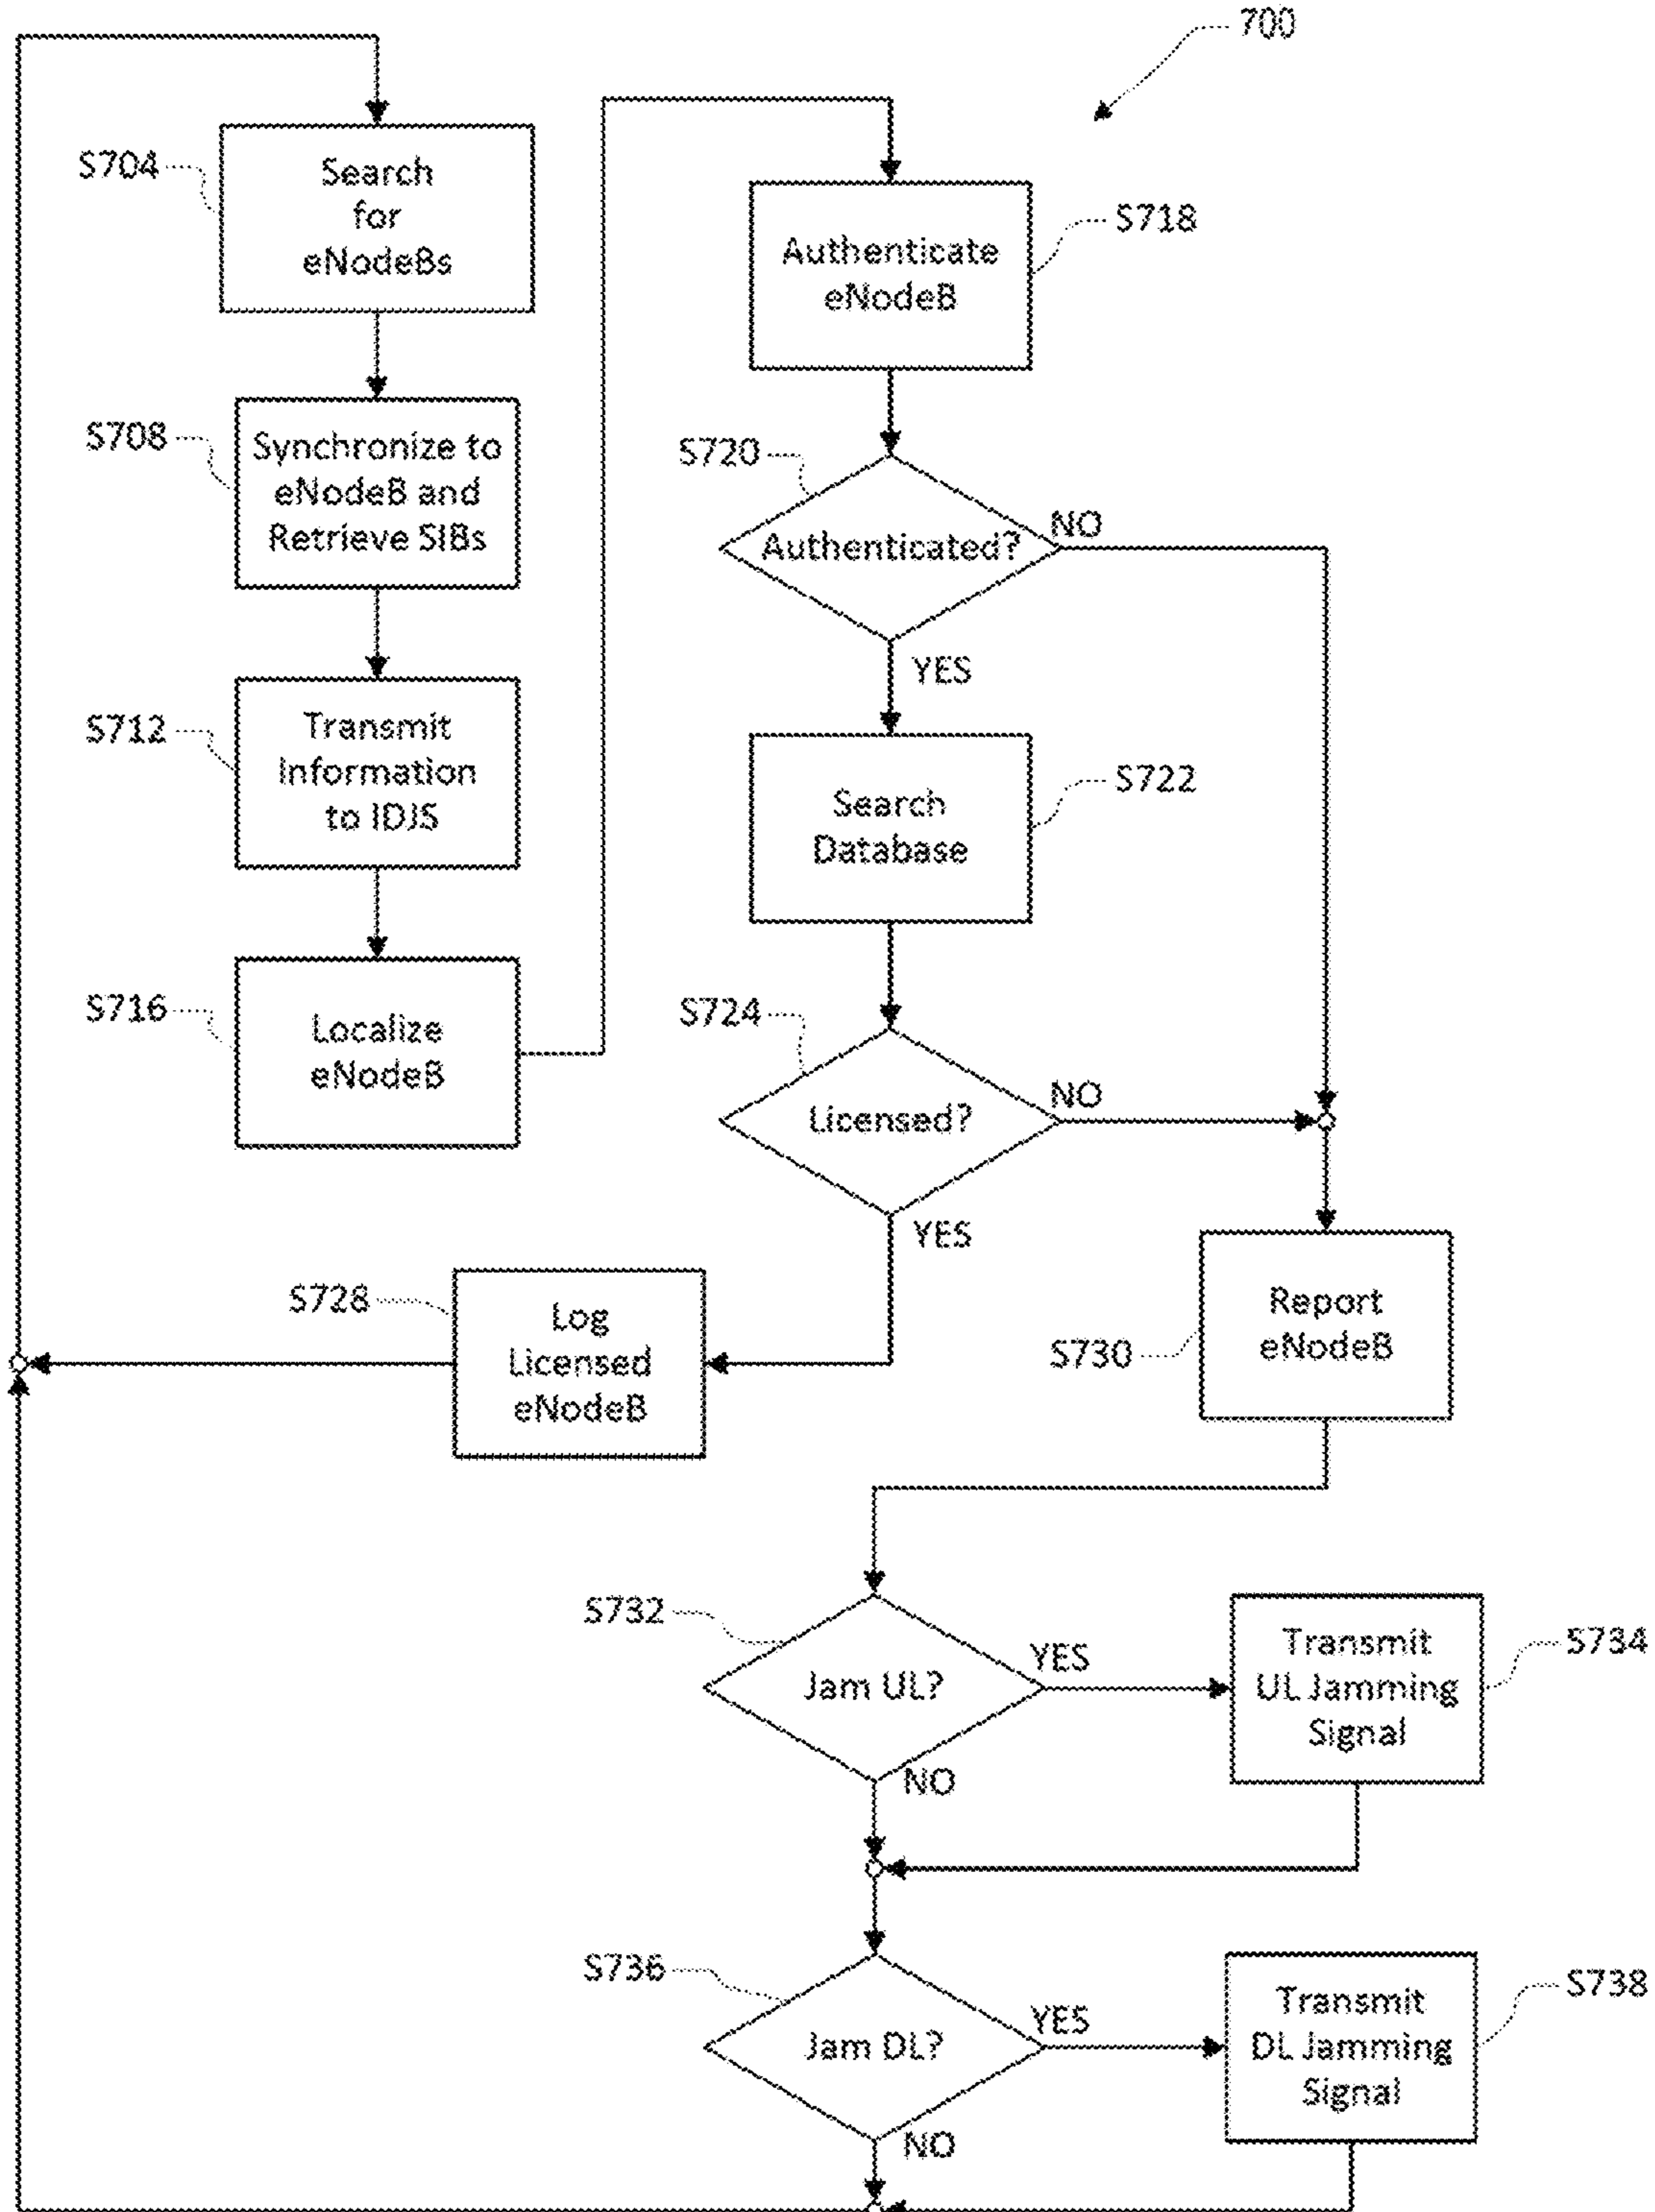 700
S704
Search
for
eNodeBs
S708
Synchronize to
eNodeB and
Retrieve SIBs
S712
Transmit
Information
to IDJS
S716
Localize
eNodeB
S718
Authenticate
eNodeB
S720
Authenticated?
NO
YES
S722
Search
Database
S724
Licensed?
NO
YES
S728
Log
Licensed
eNodeB
S730
Report
eNodeB
S732
Jam UL?
YES
NO
S734
Transmit
UL Jamming
Signal
S736
Jam DL?
YES
NO
S738
Transmit
DL Jamming
Signal